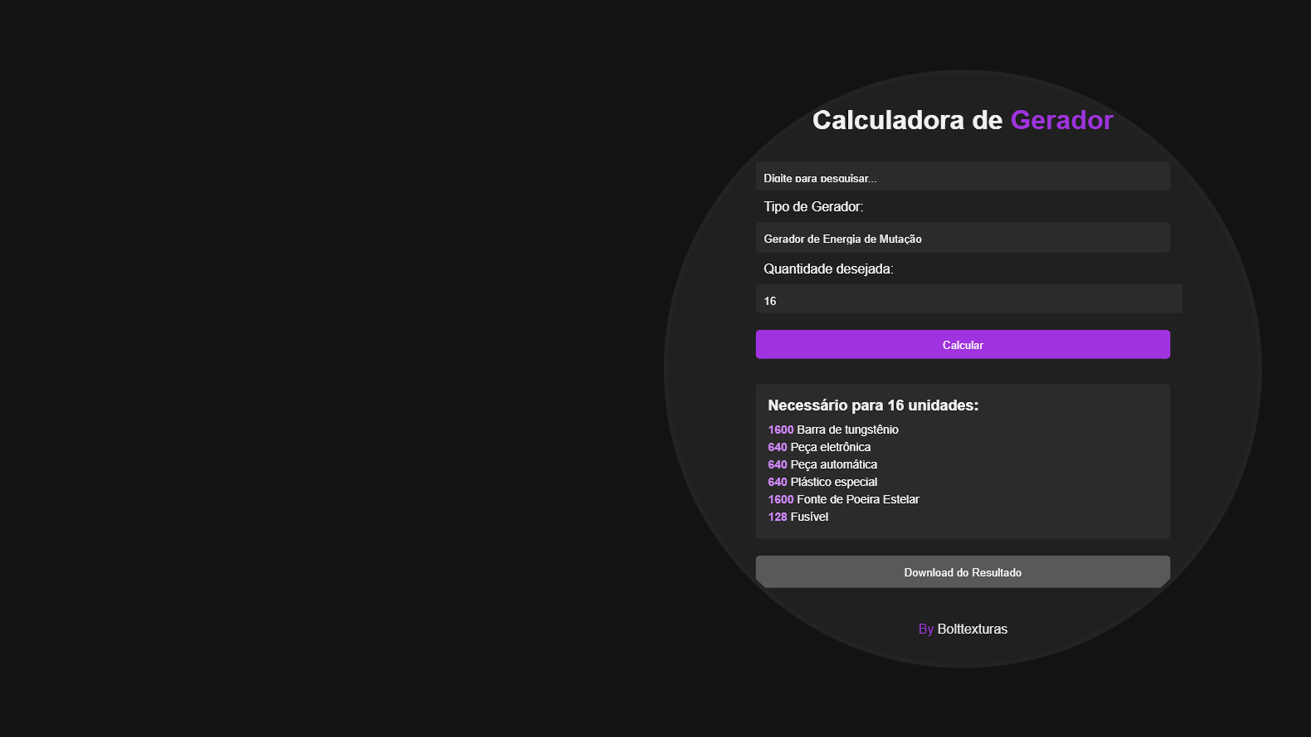 Calculadora de Gerador
Digite para pesquisar...
Tipo de Gerador:
Gerador de Energia de Mutação
Quantidade desejada:
16
Calcular
Necessário para 16 unidades:
1600 Barra de tungstênio
640 Peça eletrônica
640 Peça automática
640 Plástico especial
1600 Fonte de Poeira Estelar
128 Fusível
Download do Resultado
By Bolttexturas